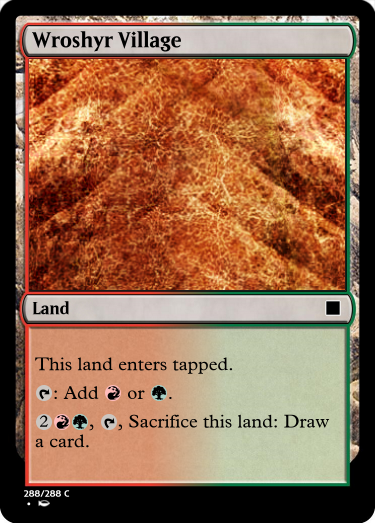 Wroshyr Village
Land
This land enters tapped.
: Add or .
2 , , Sacrifice this land: Draw
a card.
288/288 C